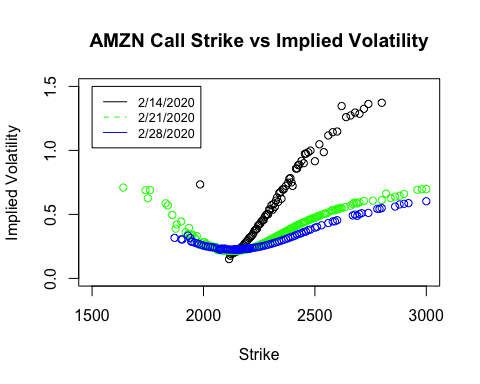 AMZN Call Strike vs Implied Volatility
Implied Volatility
1.5
1.0
0.5
0.0
2/14/2020
2/21/2020
2/28/2020
1500 2000 2500 3000
Strike